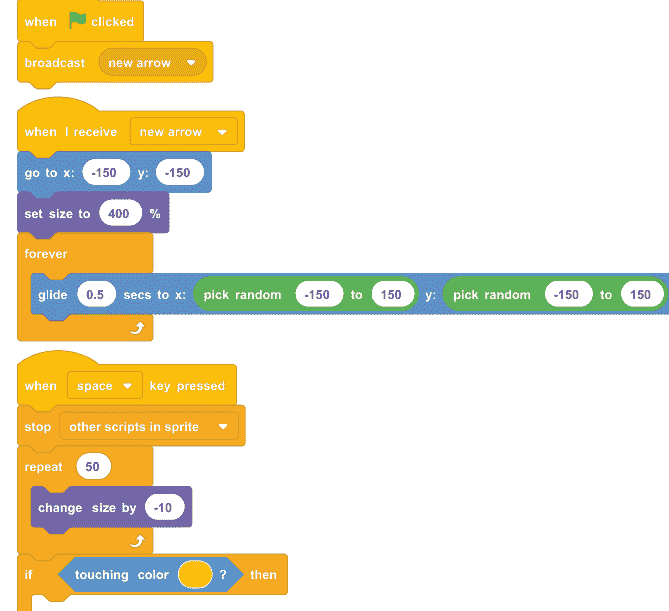 when clicked
broadcast new arrow
when I receive new arrow
go to x: -150 y: -150
set size to 400 %
forever
glide 0.5 secs to x: pick random -150 to 150 y: pick random -150 to 150
when space key pressed
stop other scripts in sprite
repeat 50
change size by -10
if touching color ? then